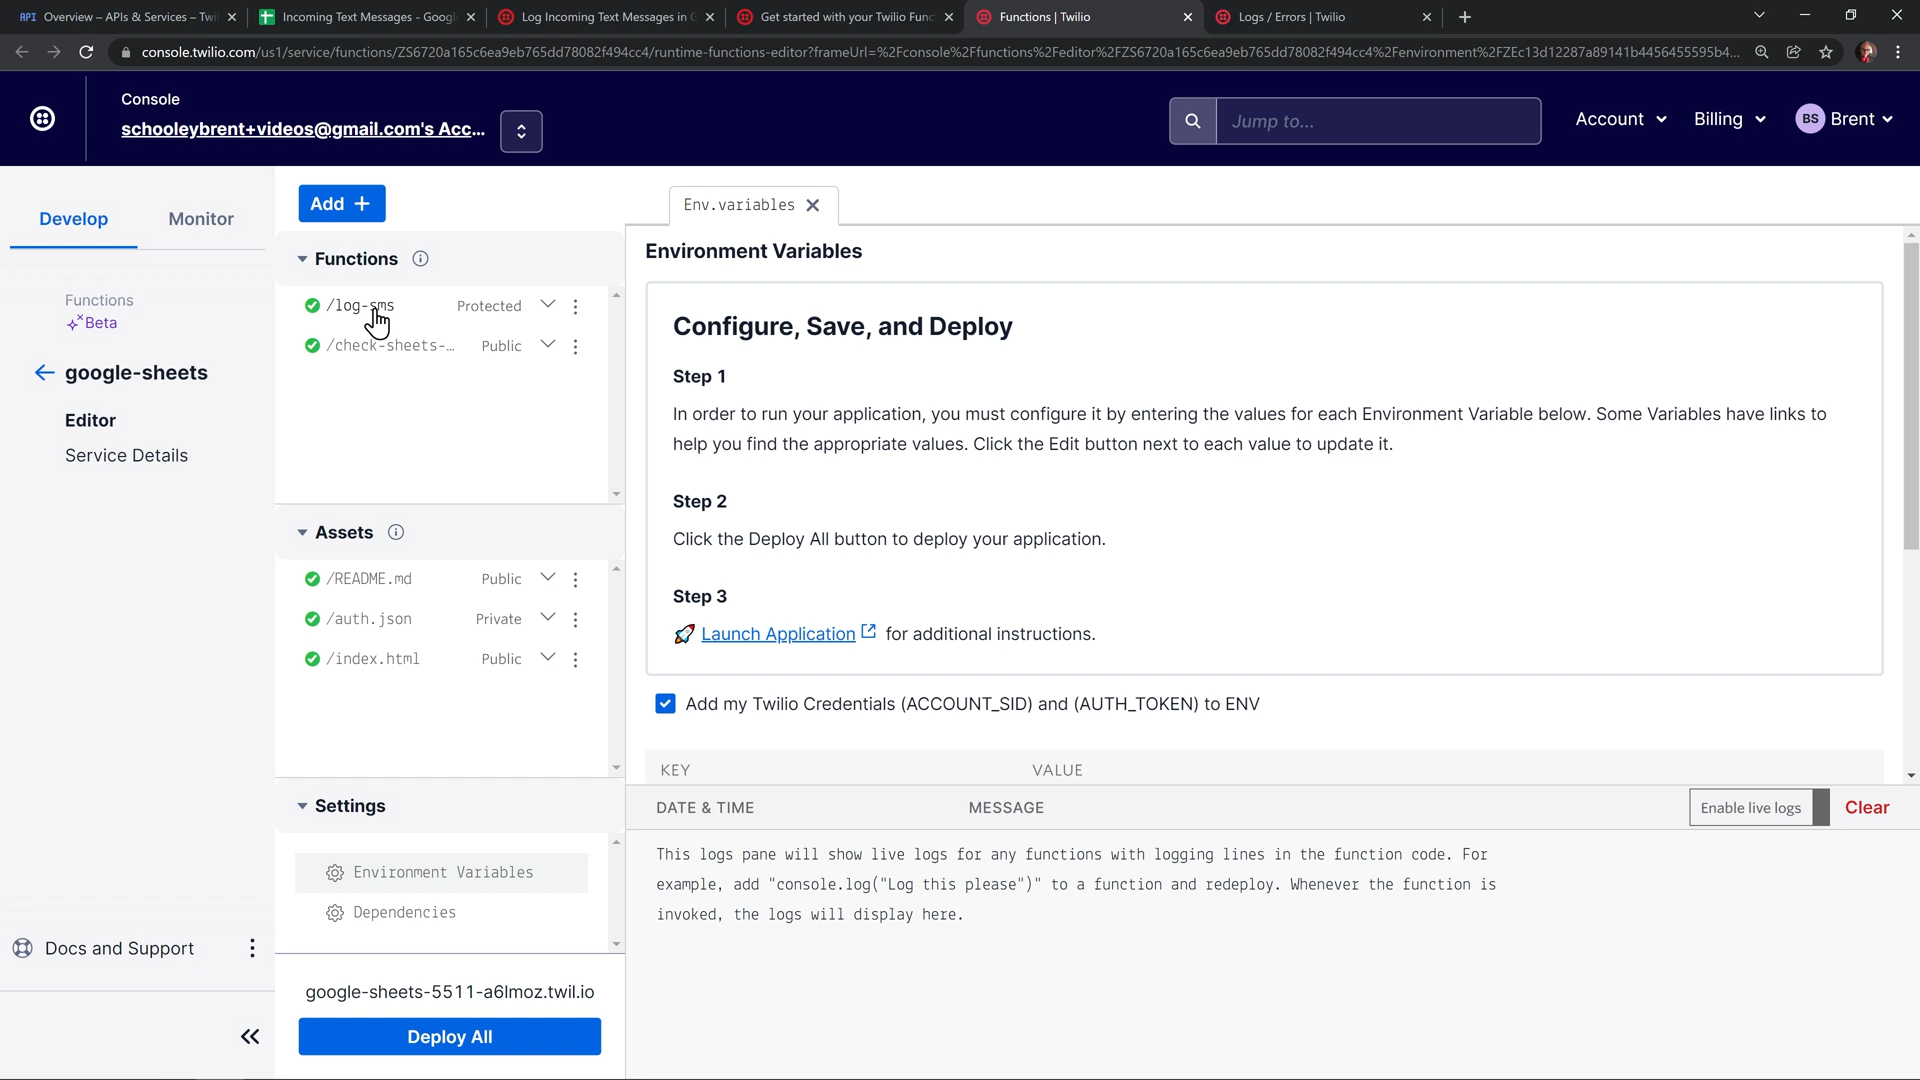 API Overview – APIs & Services – Twi
Incoming Text Messages - Googl
Log Incoming Text Messages in G
Get started with your Twilio Func
Functions | Twilio
Logs / Errors | Twilio
console.twilio.com/us1/service/functions/ZS6720a165c6ea9eb765dd78082f494cc4/runtime-functions-editor?frameUrl=%2Fconsole%2Ffunctions%2Feditor%2FZS6720a165c6ea9eb765dd78082f494cc4%2Fenvironment%2FZEc13d12287a89141b4456455595b4...
Console
schooleybrent+videos@gmail.com's Acc...
Jump to...
Account
Billing
BS Brent
Develop
Monitor
Functions
Beta
google-sheets
Editor
Service Details
Docs and Support
Add +
Functions
/log-sms Protected
/check-sheets-… Public
Assets
/README.md Public
/auth.json Private
/index.html Public
Settings
Environment Variables
Dependencies
google-sheets-5511-a6lmoz.twil.io
Deploy All
Env.variables
Environment Variables
Configure, Save, and Deploy
Step 1
In order to run your application, you must configure it by entering the values for each Environment Variable below. Some Variables have links to
help you find the appropriate values. Click the Edit button next to each value to update it.
Step 2
Click the Deploy All button to deploy your application.
Step 3
🚀 Launch Application for additional instructions.
Add my Twilio Credentials (ACCOUNT_SID) and (AUTH_TOKEN) to ENV
KEY VALUE
DATE & TIME MESSAGE
Enable live logs
Clear
This logs pane will show live logs for any functions with logging lines in the function code. For
example, add "console.log("Log this please")" to a function and redeploy. Whenever the function is
invoked, the logs will display here.